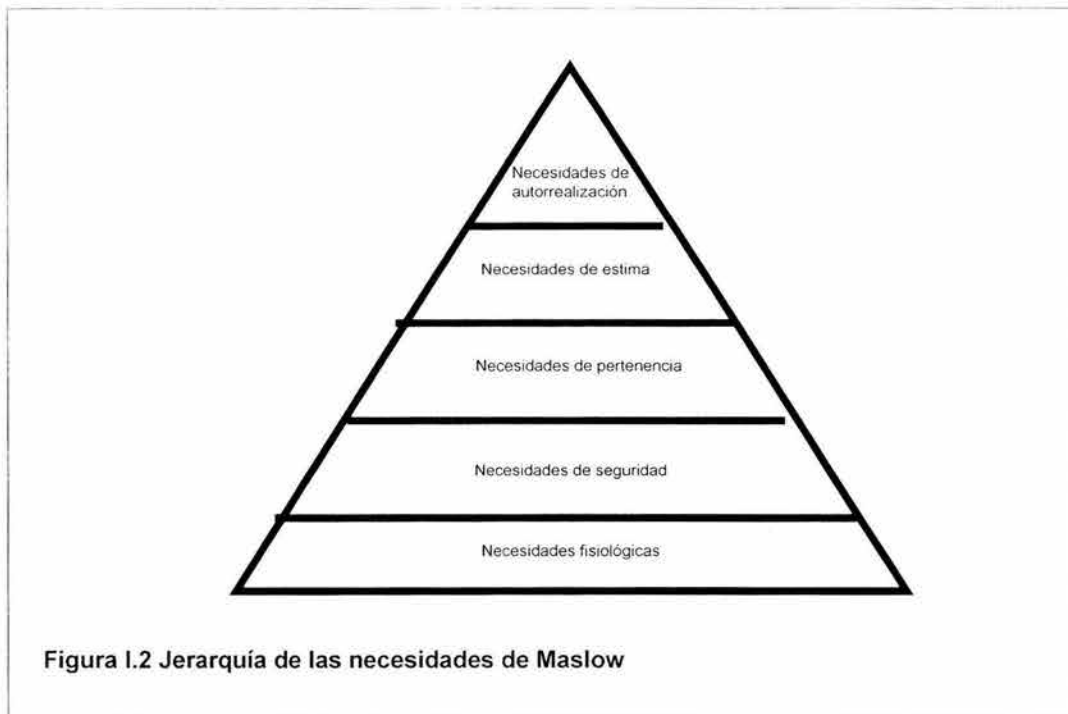 Necesidades de
autorrealización
Necesidades de estima
Necesidades de pertenencia
Necesidades de seguridad
Necesidades fisiológicas
Figura I.2 Jerarquía de las necesidades de Maslow